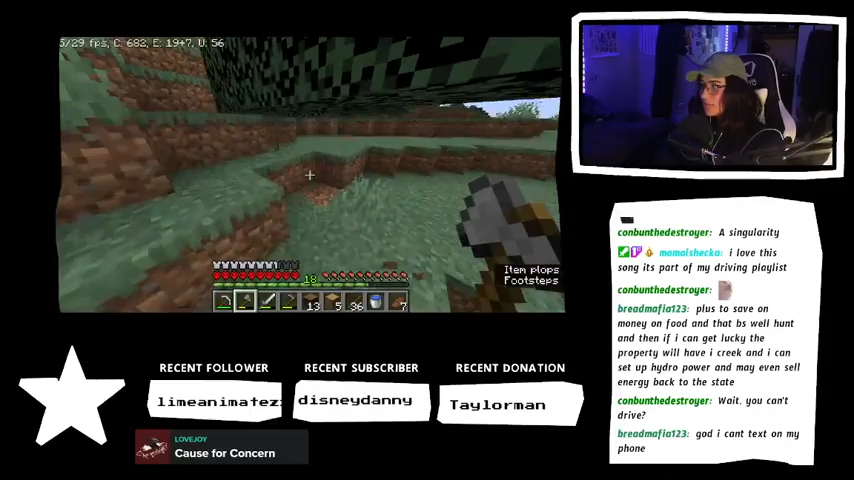 5/29 fps, C: 682, E: 19+7, U: 56
18
Item plops
Footsteps
13
5
36
7
conbunthedestroyer: A singularity
momoishecka: i love this
song its part of my driving playlist
conbunthedestroyer:
breadmafia123: plus to save on
money on food and that bs well hunt
and then if i can get lucky the
property will have i creek and i can
set up hydro power and may even sell
energy back to the state
conbunthedestroyer: Wait, you can't
drive?
breadmafia123: god i cant text on my
phone
RECENT FOLLOWER
RECENT SUBSCRIBER
RECENT DONATION
limeanimatez
disneydanny
Taylorman
LOVEJOY
Cause for Concern